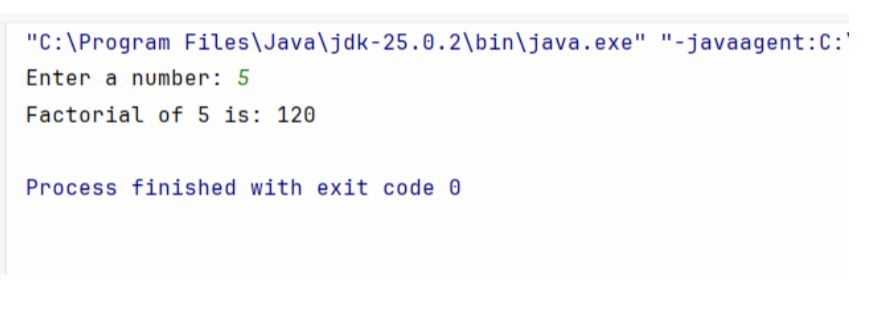 "C:\Program Files\Java\jdk-25.0.2\bin\java.exe" "-javaagent:C:\
Enter a number: 5
Factorial of 5 is: 120
Process finished with exit code 0